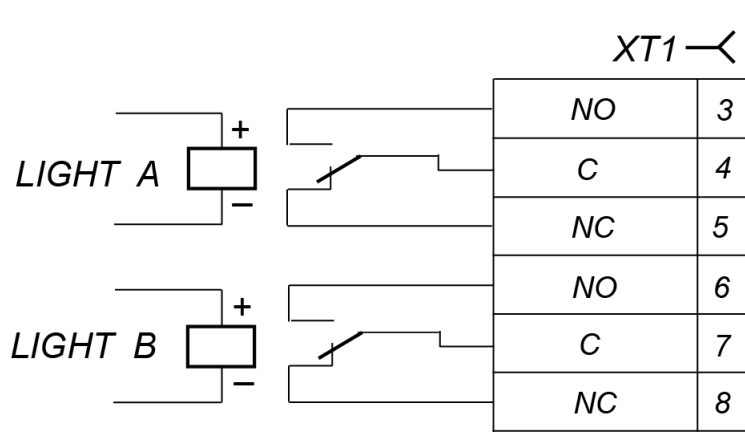 XT1
+
NO 3
LIGHT A
C 4
−
NC 5
NO 6
+
LIGHT B
C 7
−
NC 8